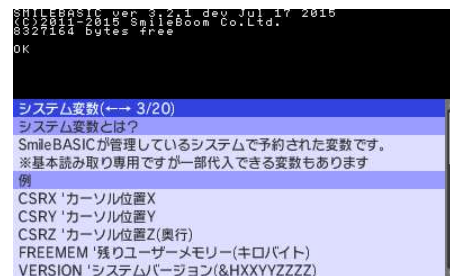 SMILEBASIC ver 3.2.1 dev Jul 17 2015
(C)2011-2015 SmileBoom Co.Ltd.
8327164 bytes free
OK
システム変数(←→ 3/20)
システム変数とは？
SmileBASICが管理しているシステムで予約された変数です。
※基本読み取り専用ですが一部代入できる変数もあります
例
CSRX 'カーソル位置X
CSRY 'カーソル位置Y
CSRZ 'カーソル位置Z(奥行)
FREEMEM '残りユーザーメモリー(キロバイト)
VERSION 'システムバージョン(&HXXYYZZZZ)